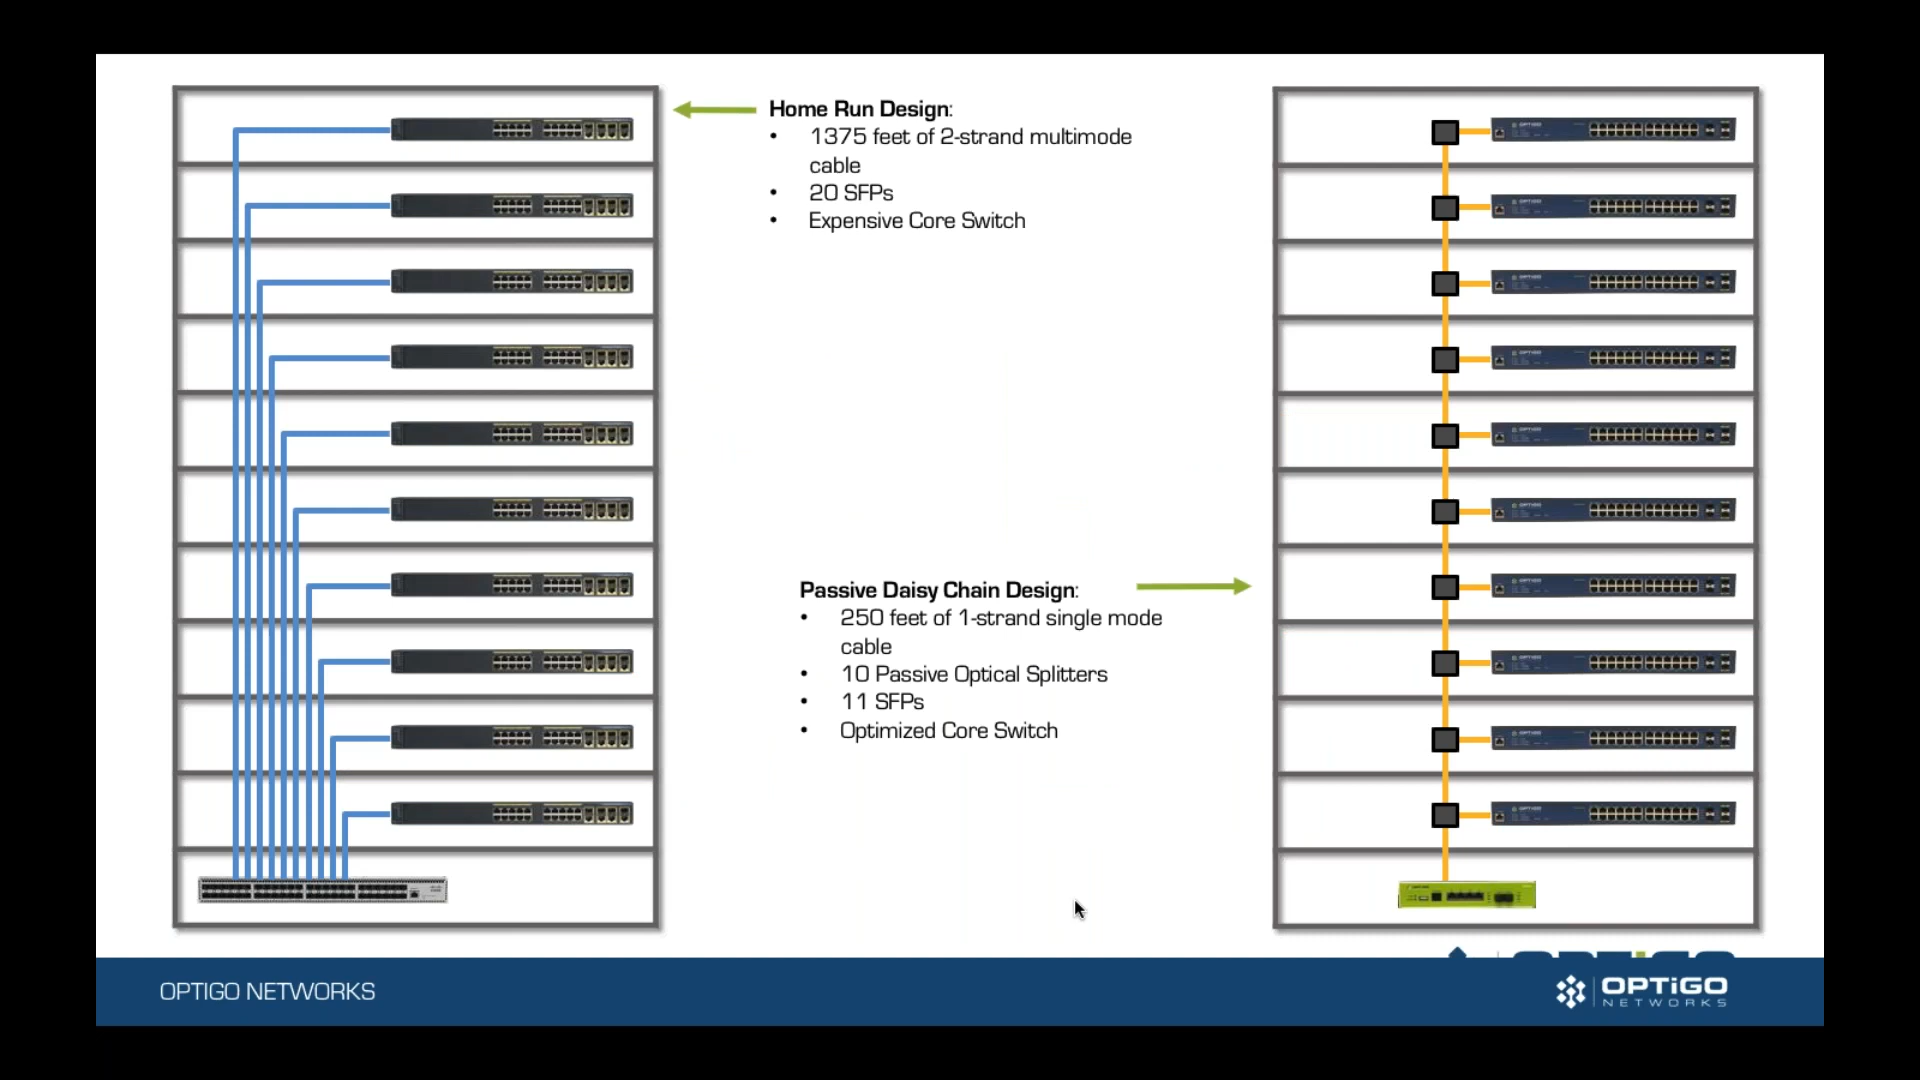 Home Run Design:
• 1375 feet of 2-strand multimode
cable
• 20 SFPs
• Expensive Core Switch
Passive Daisy Chain Design:
• 250 feet of 1-strand single mode
cable
• 10 Passive Optical Splitters
• 11 SFPs
• Optimized Core Switch
OPTIGO NETWORKS
OPTiGO
NETWORKS